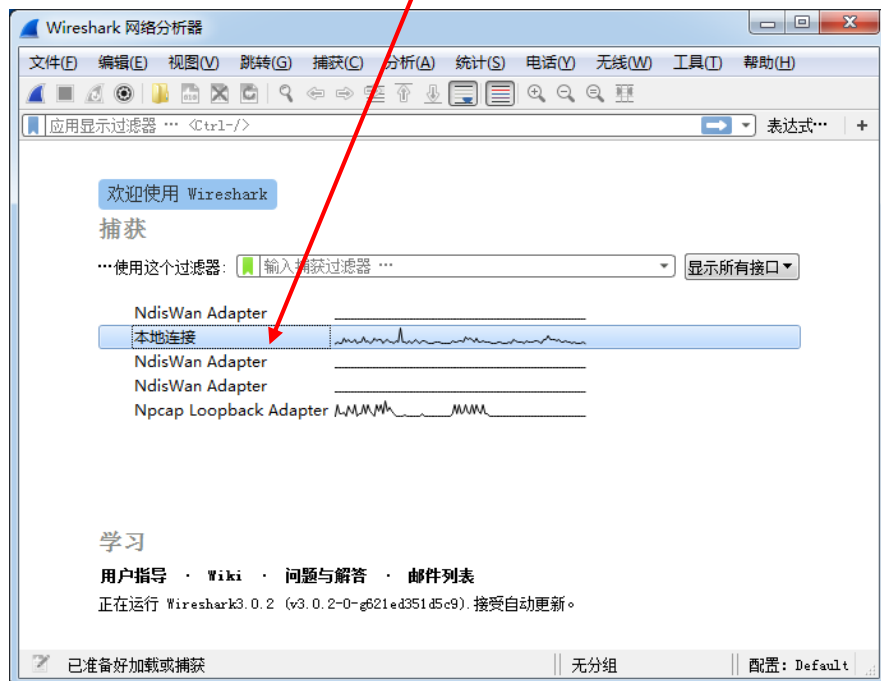 Wireshark 网络分析器
文件(F) 编辑(E) 视图(V) 跳转(G) 捕获(C) 分析(A) 统计(S) 电话(Y) 无线(W) 工具(T) 帮助(H)
应用显示过滤器 … <Ctrl-/> 表达式… +
欢迎使用 Wireshark
捕获
…使用这个过滤器: 输入捕获过滤器 … 显示所有接口
NdisWan Adapter
本地连接
NdisWan Adapter
NdisWan Adapter
Npcap Loopback Adapter
学习
用户指导 · Wiki · 问题与解答 · 邮件列表
正在运行 Wireshark3.0.2 (v3.0.2-0-g621ed351d5c9). 接受自动更新。
已准备好加载或捕获 无分组 配置: Default